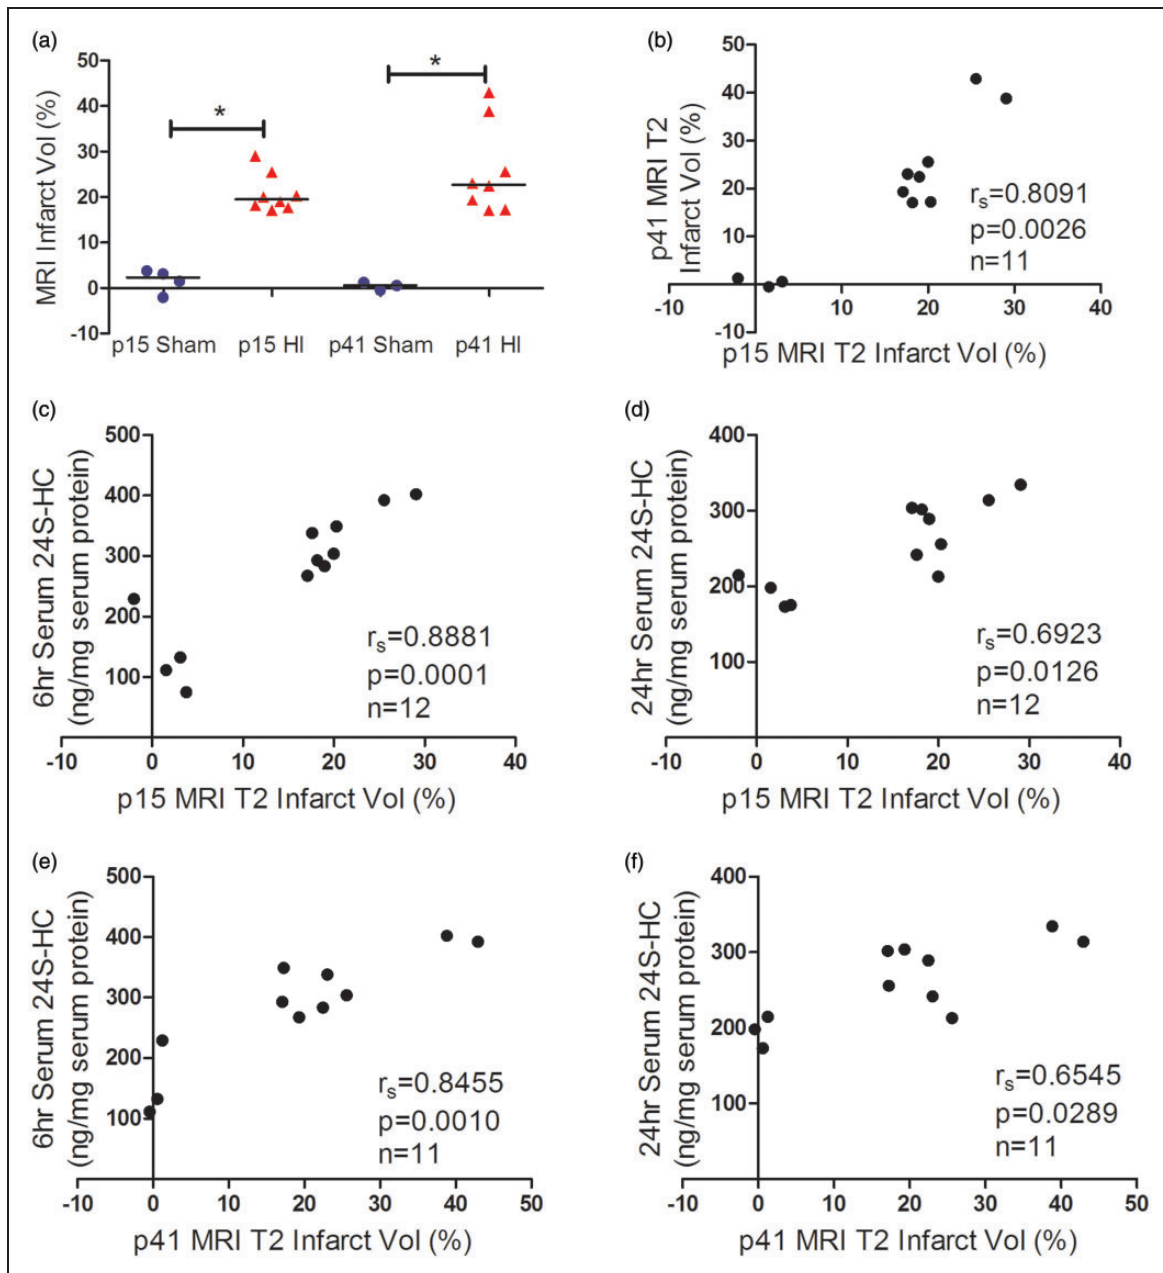 (a)
MRI Infarct Vol (%)
60
50
40
30
20
10
0
-10
*
*
p15 Sham
p15 HI
p41 Sham
p41 HI
(b)
p41 MRI T2
Infarct Vol (%)
50
40
30
20
10
-10
-10
10
20
30
40
rs=0.8091
p=0.0026
n=11
p15 MRI T2 Infarct Vol (%)
(c)
6hr Serum 24S-HC
(ng/mg serum protein)
500
400
300
200
100
-10
0
10
20
30
40
rs=0.8881
p=0.0001
n=12
p15 MRI T2 Infarct Vol (%)
(d)
24hr Serum 24S-HC
(ng/mg serum protein)
400
300
200
100
-10
0
10
20
30
40
rs=0.6923
p=0.0126
n=12
p15 MRI T2 Infarct Vol (%)
(e)
6hr Serum 24S-HC
(ng/mg serum protein)
500
400
300
200
100
-10
0
10
20
30
40
50
rs=0.8455
p=0.0010
n=11
p41 MRI T2 Infarct Vol (%)
(f)
24hr Serum 24S-HC
(ng/mg serum protein)
400
300
200
100
-10
0
10
20
30
40
50
rs=0.6545
p=0.0289
n=11
p41 MRI T2 Infarct Vol (%)